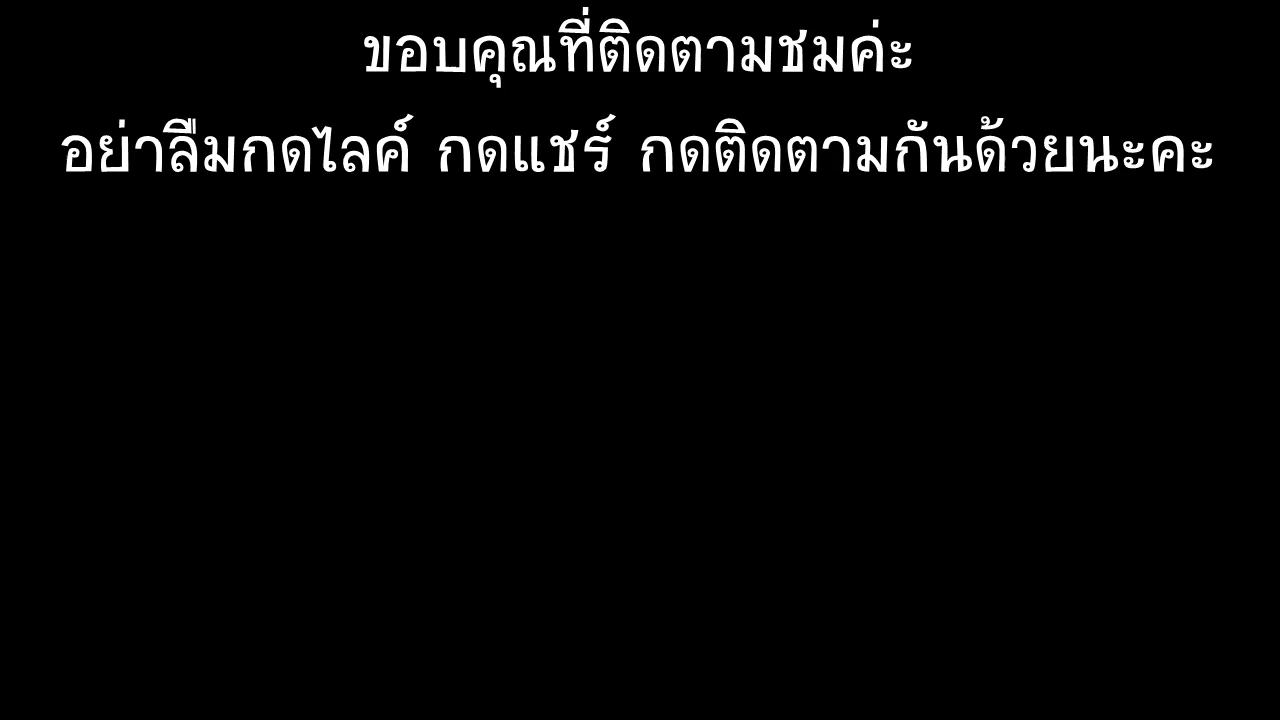 ขอบคุณที่ติดตามชมค่ะ
อย่าลืมกดไลค์ กดแชร์ กดติดตามกันด้วยนะคะ